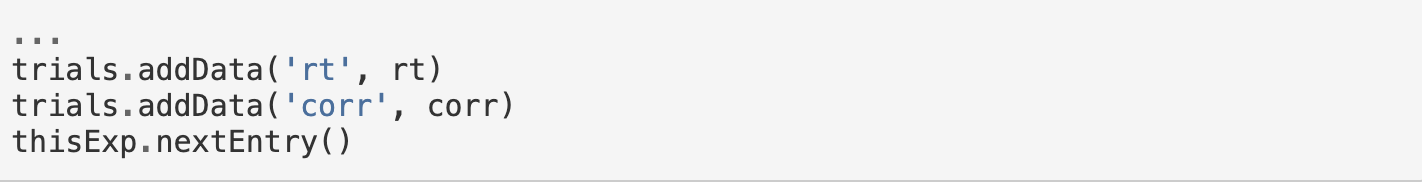 ...
trials.addData('rt', rt)
trials.addData('corr', corr)
thisExp.nextEntry()